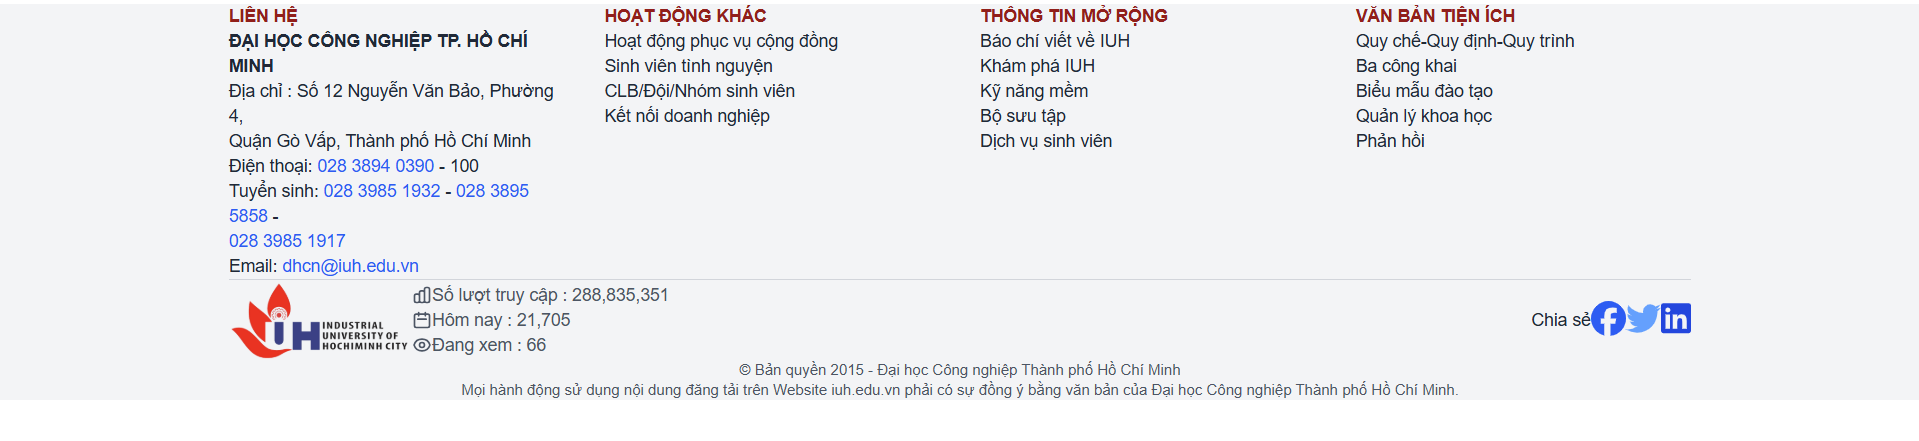 LIÊN HỆ
ĐẠI HỌC CÔNG NGHIỆP TP. HỒ CHÍ
MINH
Địa chỉ : Số 12 Nguyễn Văn Bảo, Phường
4,
Quận Gò Vấp, Thành phố Hồ Chí Minh
Điện thoại: 028 3894 0390 - 100
Tuyển sinh: 028 3985 1932 - 028 3895
5858 -
028 3985 1917
Email: dhcn@iuh.edu.vn
HOẠT ĐỘNG KHÁC
Hoạt động phục vụ cộng đồng
Sinh viên tình nguyện
CLB/Đội/Nhóm sinh viên
Kết nối doanh nghiệp
THÔNG TIN MỞ RỘNG
Báo chí viết về IUH
Khám phá IUH
Kỹ năng mềm
Bộ sưu tập
Dịch vụ sinh viên
VĂN BẢN TIỆN ÍCH
Quy chế-Quy định-Quy trình
Ba công khai
Biểu mẫu đào tạo
Quản lý khoa học
Phản hồi
IUH INDUSTRIAL
UNIVERSITY OF
HOCHIMINH CITY
Số lượt truy cập : 288,835,351
Hôm nay : 21,705
Đang xem : 66
Chia sẻ
© Bản quyền 2015 - Đại học Công nghiệp Thành phố Hồ Chí Minh
Mọi hành động sử dụng nội dung đăng tải trên Website iuh.edu.vn phải có sự đồng ý bằng văn bản của Đại học Công nghiệp Thành phố Hồ Chí Minh.